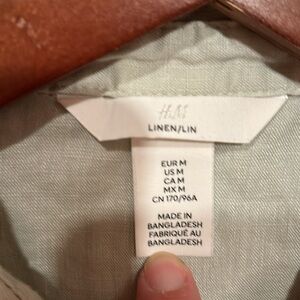 H&M
LINEN/LIN
EUR M
US M
CA M
MX M
CN 170/96A
MADE IN
BANGLADESH
FABRIQUÉ AU
BANGLADESH